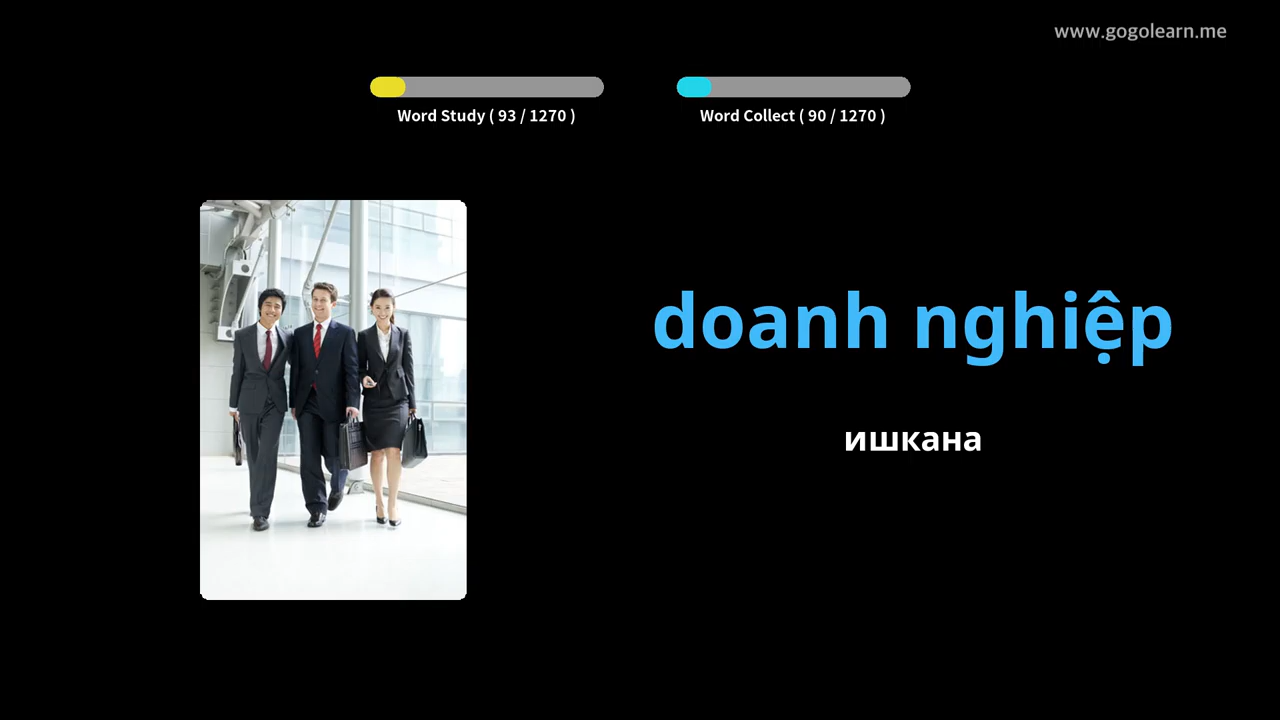 www.gogolearn.me
Word Study ( 93 / 1270 )
Word Collect ( 90 / 1270 )
doanh nghiệp
ишкана